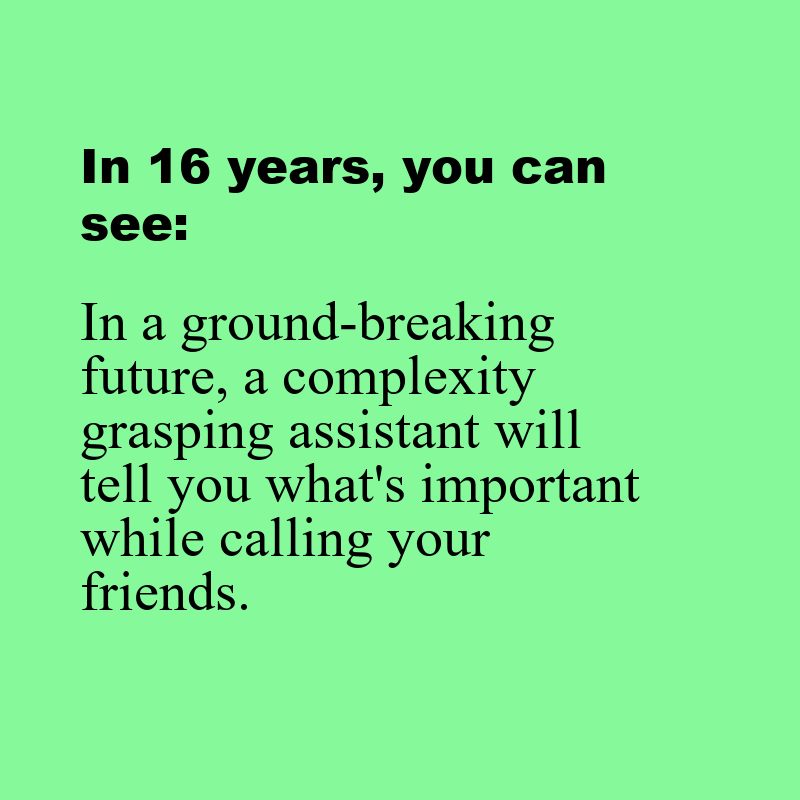 In 16 years, you can
see:
In a ground-breaking
future, a complexity
grasping assistant will
tell you what's important
while calling your
friends.